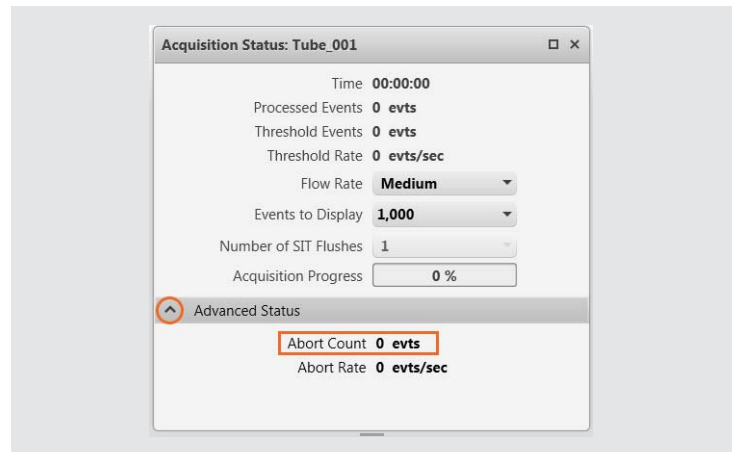 Acquisition Status: Tube_001
Time 00:00:00
Processed Events 0 evts
Threshold Events 0 evts
Threshold Rate 0 evts/sec
Flow Rate Medium
Events to Display 1,000
Number of SIT Flushes 1
Acquisition Progress 0 %
Advanced Status
Abort Count 0 evts
Abort Rate 0 evts/sec